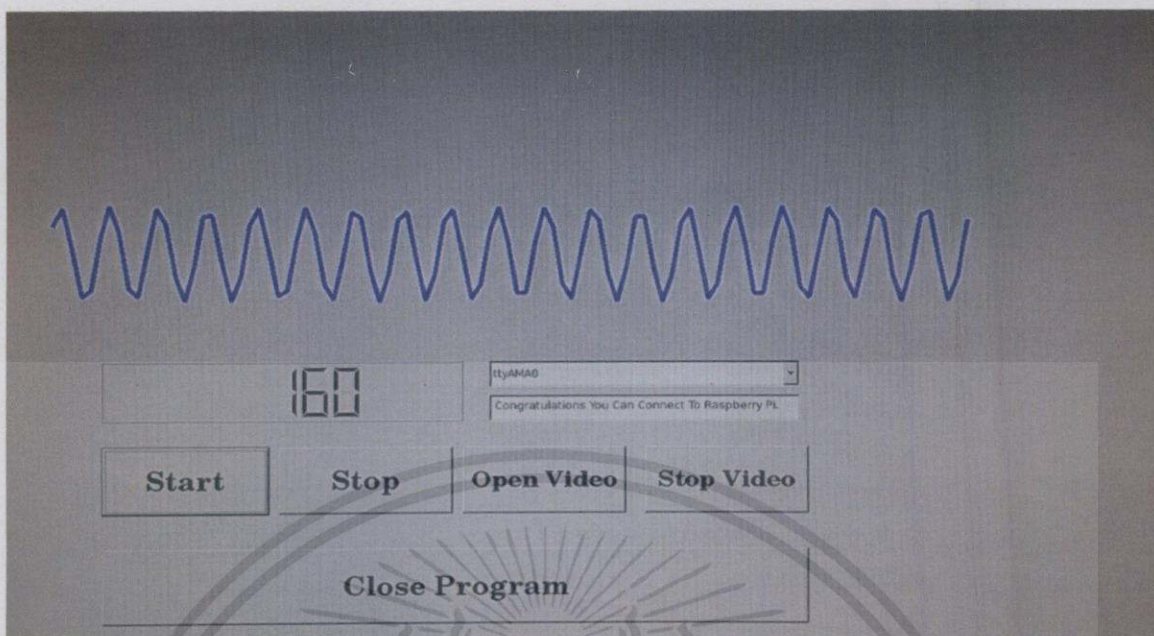 160
ttyAMA0
Congratulations You Can Connect To Raspberry Pi.
Start
Stop
Open Video
Stop Video
Close Program